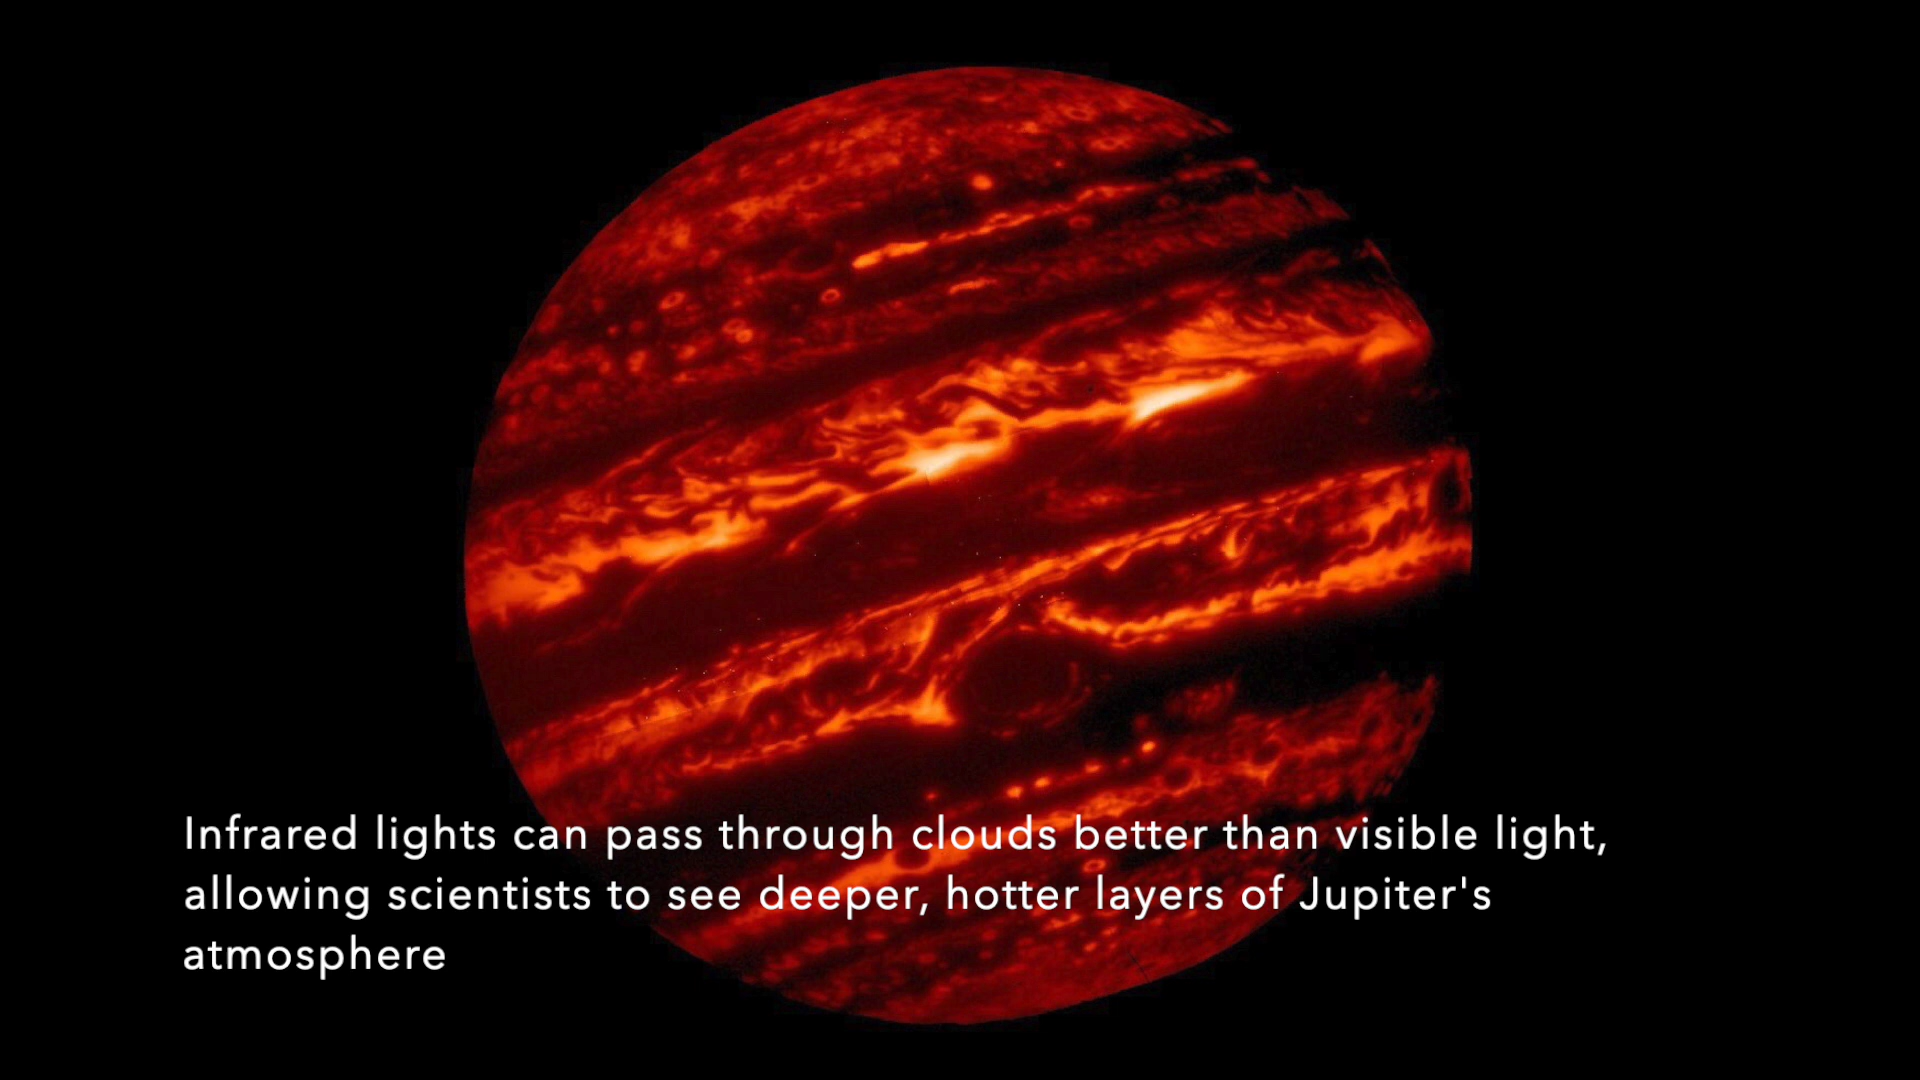 Infrared lights can pass through clouds better than visible light,
allowing scientists to see deeper, hotter layers of Jupiter's
atmosphere